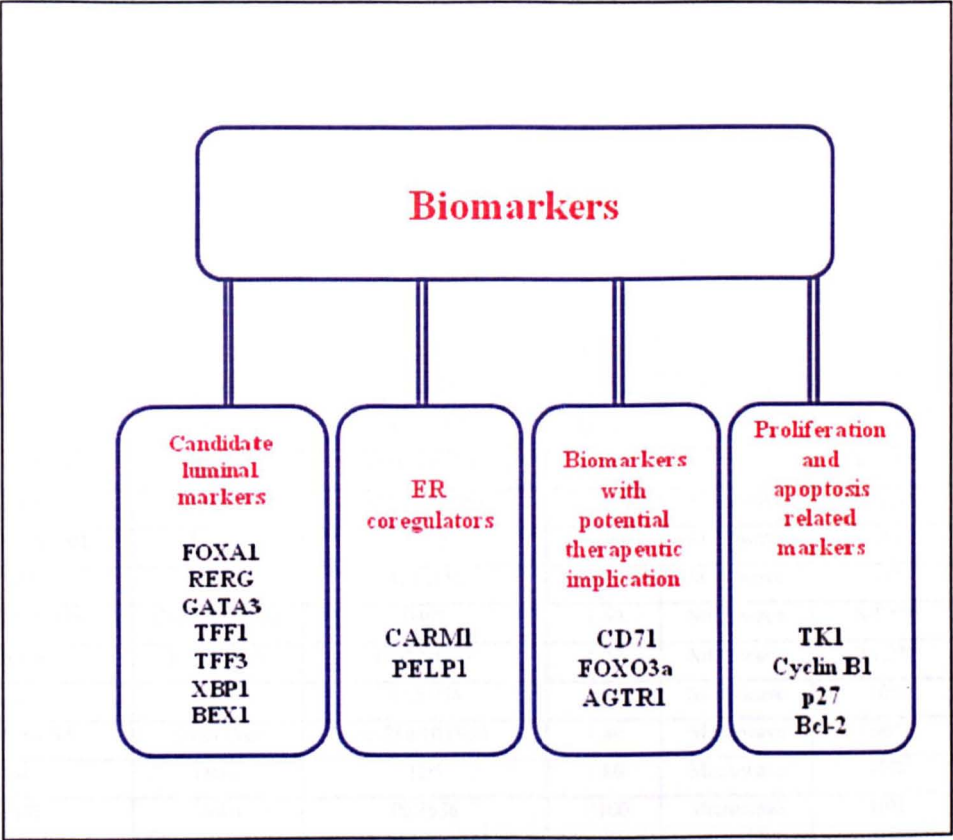 Biomarkers
Candidate
luminal
markers
FOXA1
RERG
GATA3
TFF1
TFF3
XBP1
BEX1
ER
coregulators
CARM1
PELP1
Biomarkers
with
potential
therapeutic
implication
CD71
FOXO3a
AGTR1
Proliferation
and
apoptosis
related
markers
TK1
Cyclin B1
p27
Bcl-2